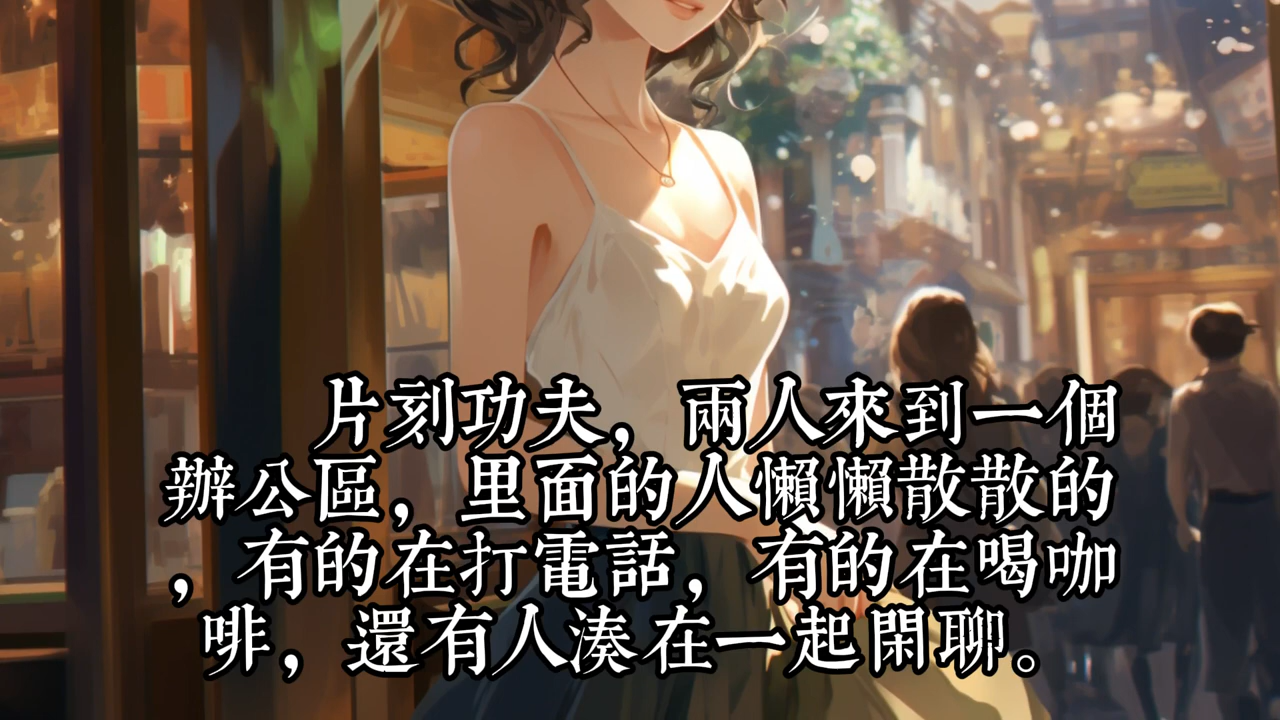 片刻功夫，兩人來到一個
辦公區，里面的人懶懶散散的
，有的在打電話，有的在喝咖
啡，還有人湊在一起閑聊。